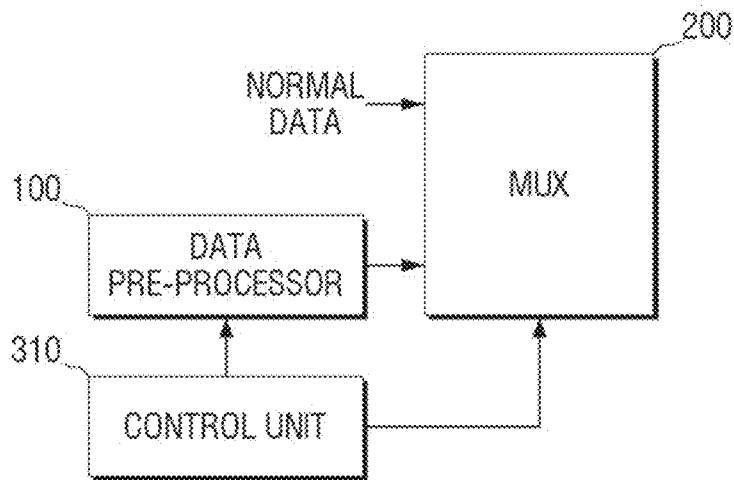 200
NORMAL
DATA
MUX
100
DATA
PRE-PROCESSOR
310
CONTROL UNIT